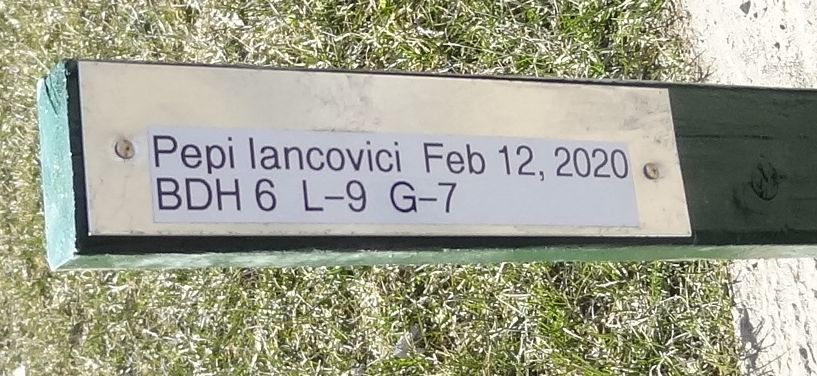 Pepi Iancovici Feb 12, 2020
BDH 6 L-9 G-7